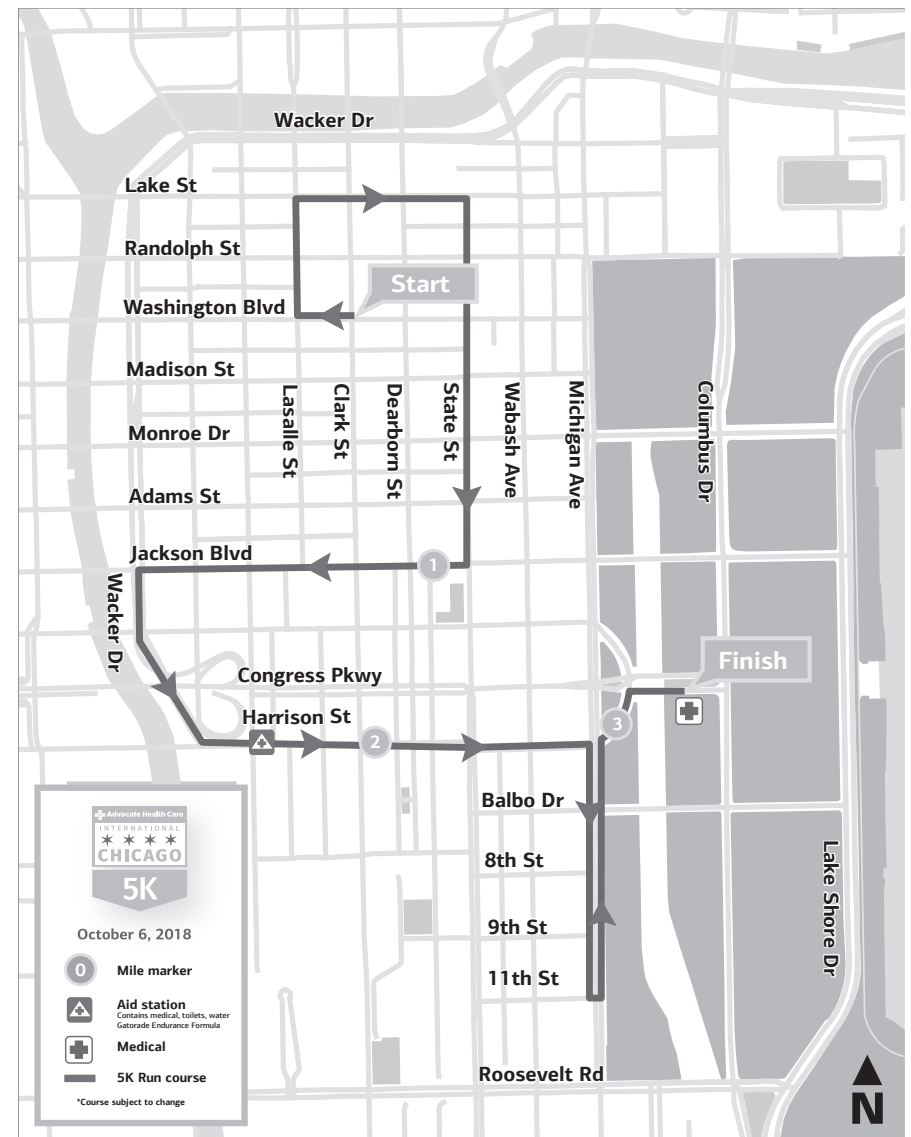 Wacker Dr
Lake St
Randolph St
Start
Washington Blvd
Madison St
Lasalle St
Clark St
Dearborn St
State St
Wabash Ave
Michigan Ave
Columbus Dr
Monroe Dr
Adams St
Jackson Blvd
1
Wacker Dr
Finish
Congress Pkwy
Harrison St
3
2
Balbo Dr
8th St
Lake Shore Dr
9th St
11th St
Roosevelt Rd
N
Advocate Health Care
INTERNATIONAL
CHICAGO
5K
October 6, 2018
0
Mile marker
Aid station
Contains medical, toilets, water
Gatorade Endurance Formula
Medical
5K Run course
*Course subject to change